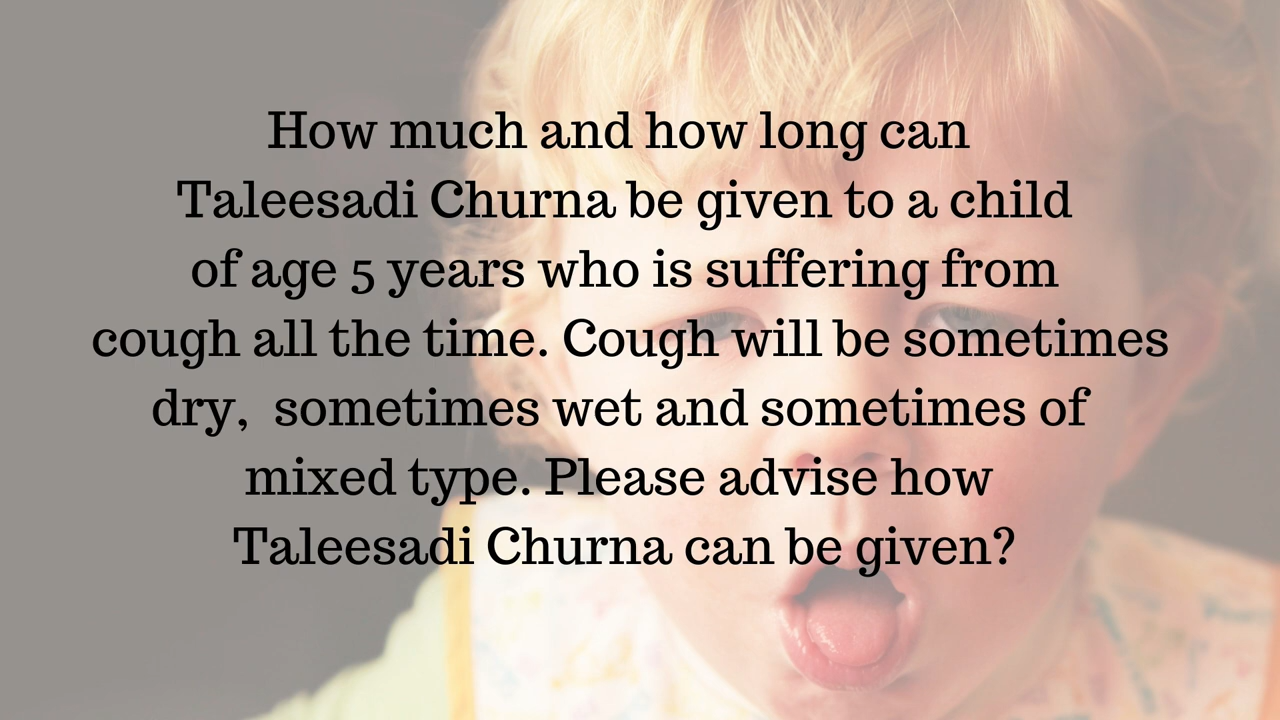 How much and how long can
Taleesadi Churna be given to a child
of age 5 years who is suffering from
cough all the time. Cough will be sometimes
dry,  sometimes wet and sometimes of
mixed type. Please advise how
Taleesadi Churna can be given?